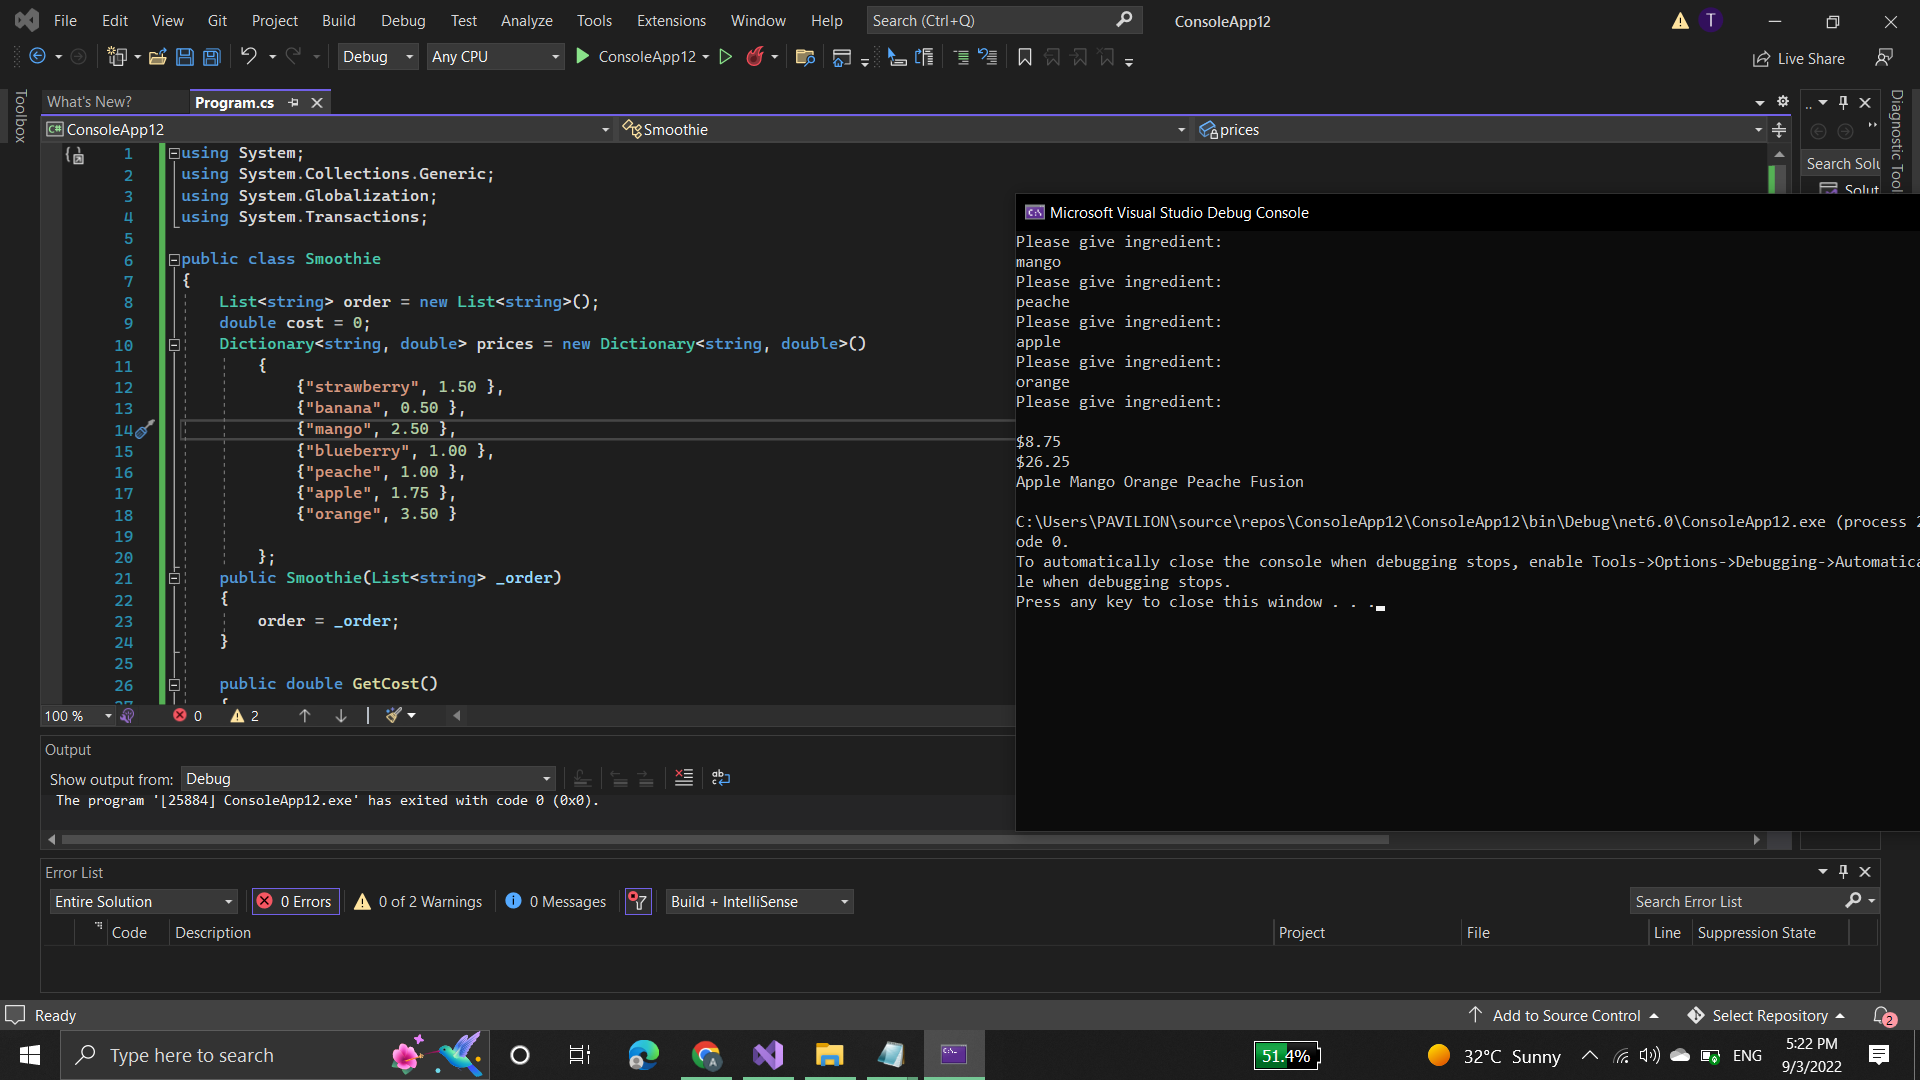 File Edit View Git Project Build Debug Test Analyze Tools Extensions Window Help Search (Ctrl+Q) ConsoleApp12 T
Debug Any CPU ConsoleApp12 Live Share
Toolbox
What's New? Program.cs
ConsoleApp12 Smoothie prices
Diagnostic Tool
Search Solu
Solut
1 using System;
2 using System.Collections.Generic;
3 using System.Globalization;
4 using System.Transactions;
5
6 public class Smoothie
7 {
8 List<string> order = new List<string>();
9 double cost = 0;
10 Dictionary<string, double> prices = new Dictionary<string, double>()
11 {
12 {"strawberry", 1.50 },
13 {"banana", 0.50 },
14 {"mango", 2.50 },
15 {"blueberry", 1.00 },
16 {"peache", 1.00 },
17 {"apple", 1.75 },
18 {"orange", 3.50 }
19
20 };
21 public Smoothie(List<string> _order)
22 {
23 order = _order;
24 }
25
26 public double GetCost()
Microsoft Visual Studio Debug Console
Please give ingredient:
mango
Please give ingredient:
peache
Please give ingredient:
apple
Please give ingredient:
orange
Please give ingredient:
$8.75
$26.25
Apple Mango Orange Peache Fusion
C:\Users\PAVILION\source\repos\ConsoleApp12\ConsoleApp12\bin\Debug\net6.0\ConsoleApp12.exe (process 2
ode 0.
To automatically close the console when debugging stops, enable Tools->Options->Debugging->Automatica
le when debugging stops.
Press any key to close this window . . .
100 % 0 2
Output
Show output from: Debug
The program '[25884] ConsoleApp12.exe' has exited with code 0 (0x0).
Error List
Entire Solution 0 Errors 0 of 2 Warnings 0 Messages Build + IntelliSense Search Error List
Code Description Project File Line Suppression State
Ready Add to Source Control Select Repository 2
Type here to search 51.4% 32°C Sunny ENG 5:22 PM
9/3/2022